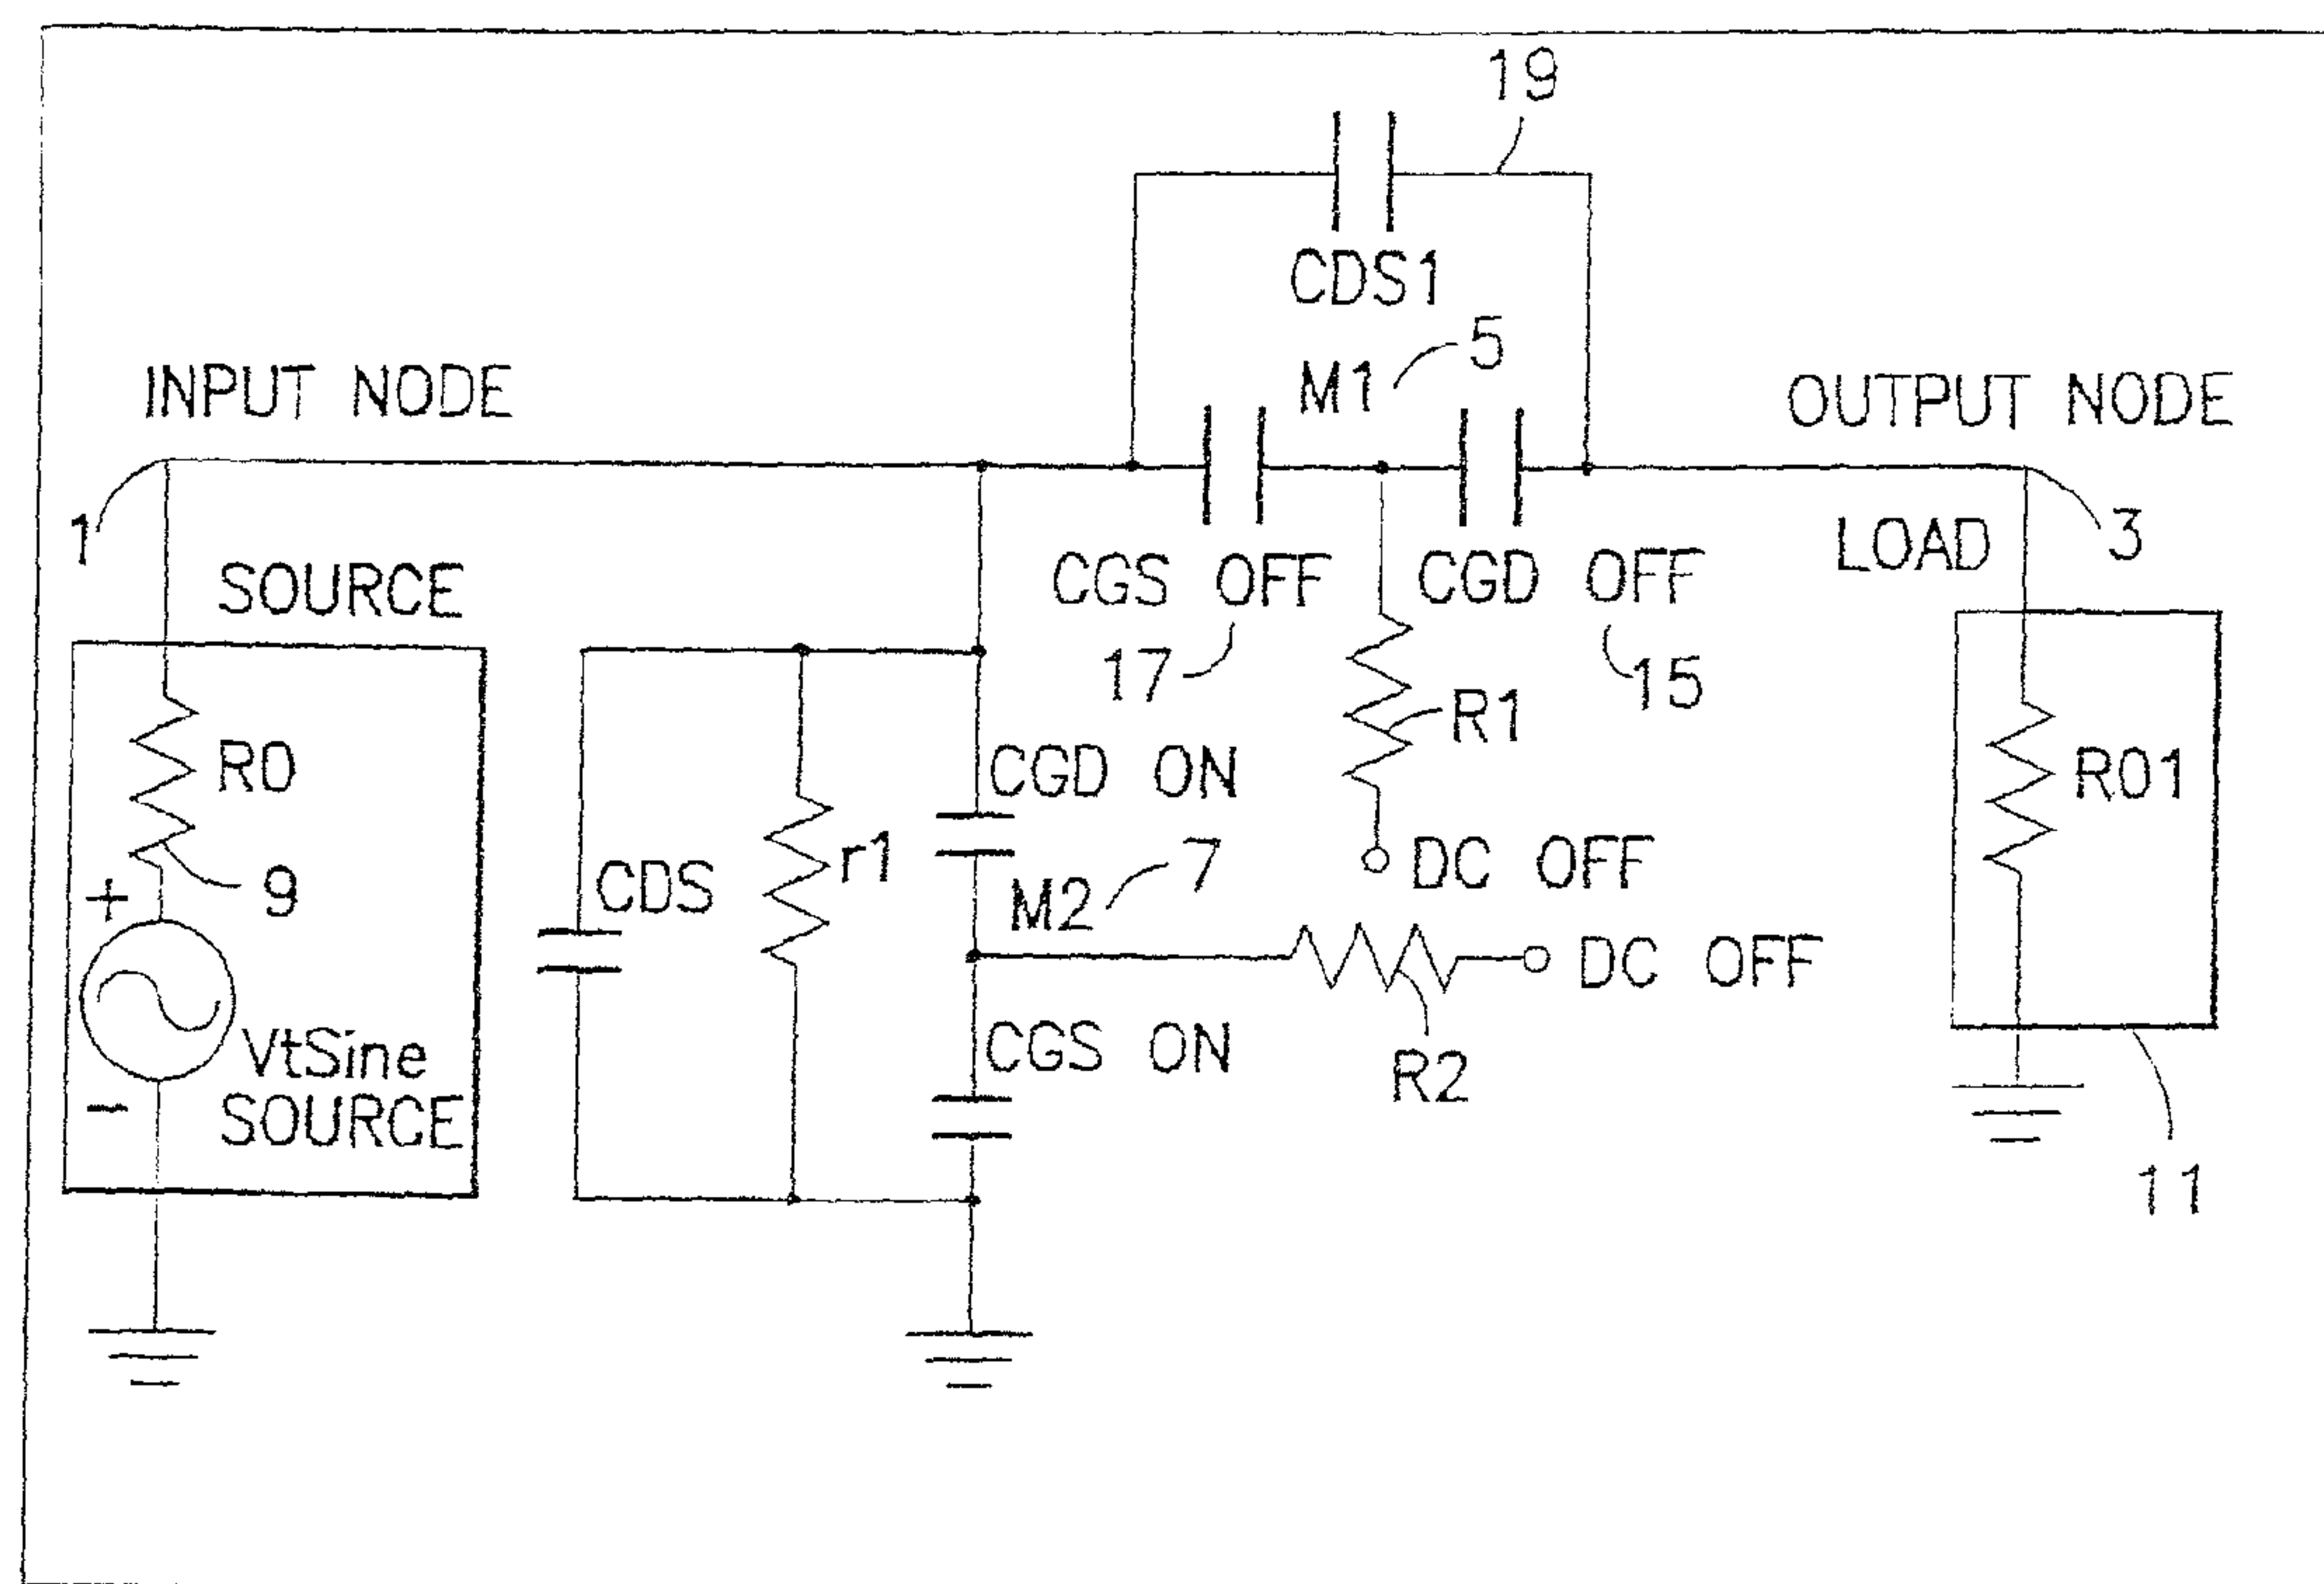 19
CDS1
M1
5
INPUT NODE
OUTPUT NODE
1
3
SOURCE
CGS OFF
17
CGD OFF
15
LOAD
R0
9
+
VtSine
SOURCE
-
CDS
r1
CGD ON
M2
7
R1
DC OFF
DC OFF
R2
CGS ON
R01
11